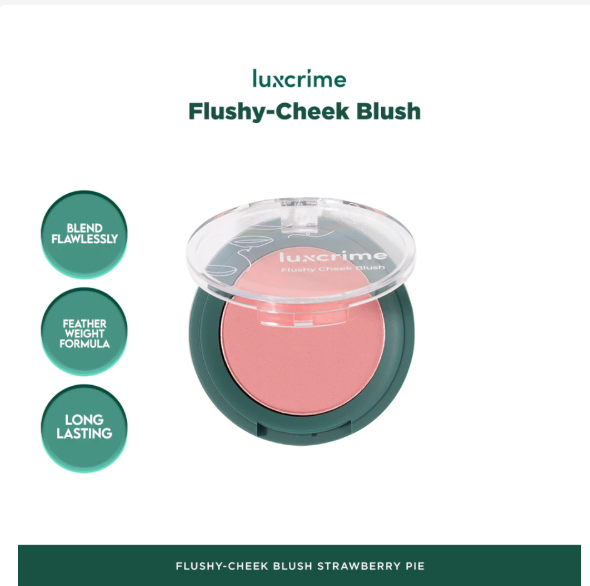 luxcrime
Flushy-Cheek Blush
BLEND
FLAWLESSLY
FEATHER
WEIGHT
FORMULA
LONG
LASTING
luxcrime
Flushy Cheek Blush
FLUSHY-CHEEK BLUSH STRAWBERRY PIE